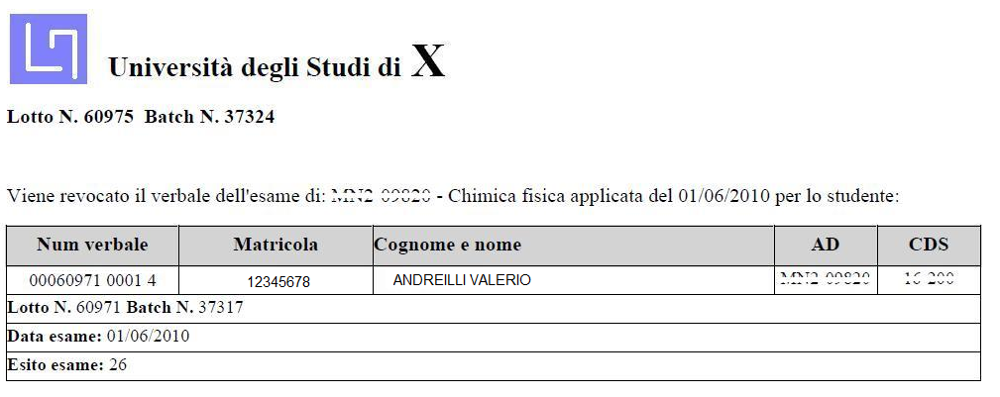 Università degli Studi di X
Lotto N. 60975 Batch N. 37324
Viene revocato il verbale dell'esame di: MN2-09820 - Chimica fisica applicata del 01/06/2010 per lo studente:
Num verbale Matricola Cognome e nome AD CDS
00060971 0001 4 12345678 ANDREILLI VALERIO MN2-09820
Lotto N. 60971 Batch N. 37317
Data esame: 01/06/2010
Esito esame: 26